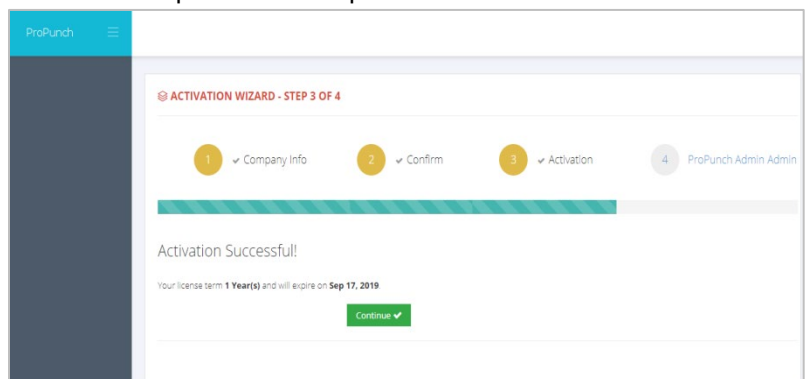 ProPunch
ACTIVATION WIZARD - STEP 3 OF 4
1 Company Info 2 Confirm 3 Activation 4 ProPunch Admin Admin
Activation Successful!
Your license term 1 Year(s) and will expire on Sep 17, 2019.
Continue